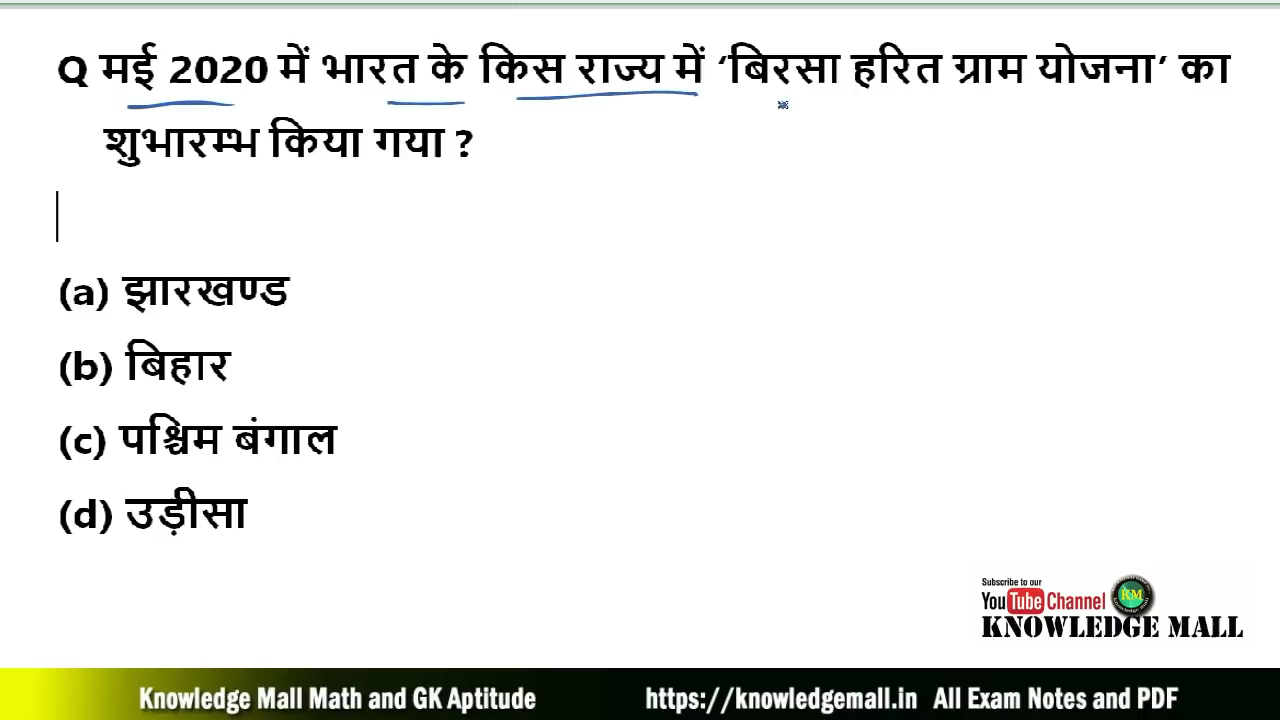 Q मई 2020 में भारत के किस राज्य में ‘बिरसा हरित ग्राम योजना’ का
शुभारम्भ किया गया ?
(a) झारखण्ड
(b) बिहार
(c) पश्चिम बंगाल
(d) उड़ीसा
Subscribe to our
YouTube Channel
KM
KNOWLEDGE MALL
Knowledge Mall Math and GK Aptitude https://knowledgemall.in All Exam Notes and PDF